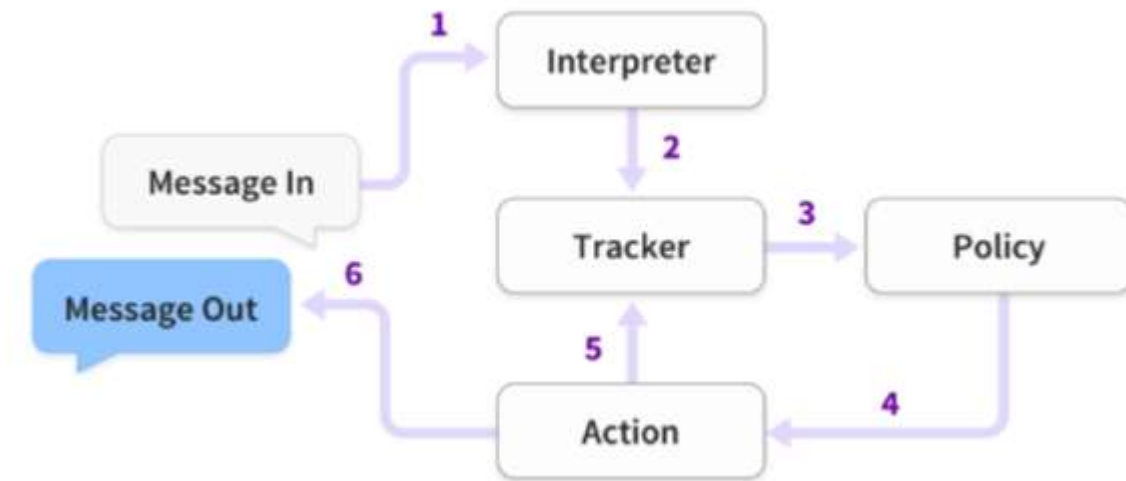 1
Interpreter
2
Message In
3
Tracker
Policy
6
Message Out
5
4
Action